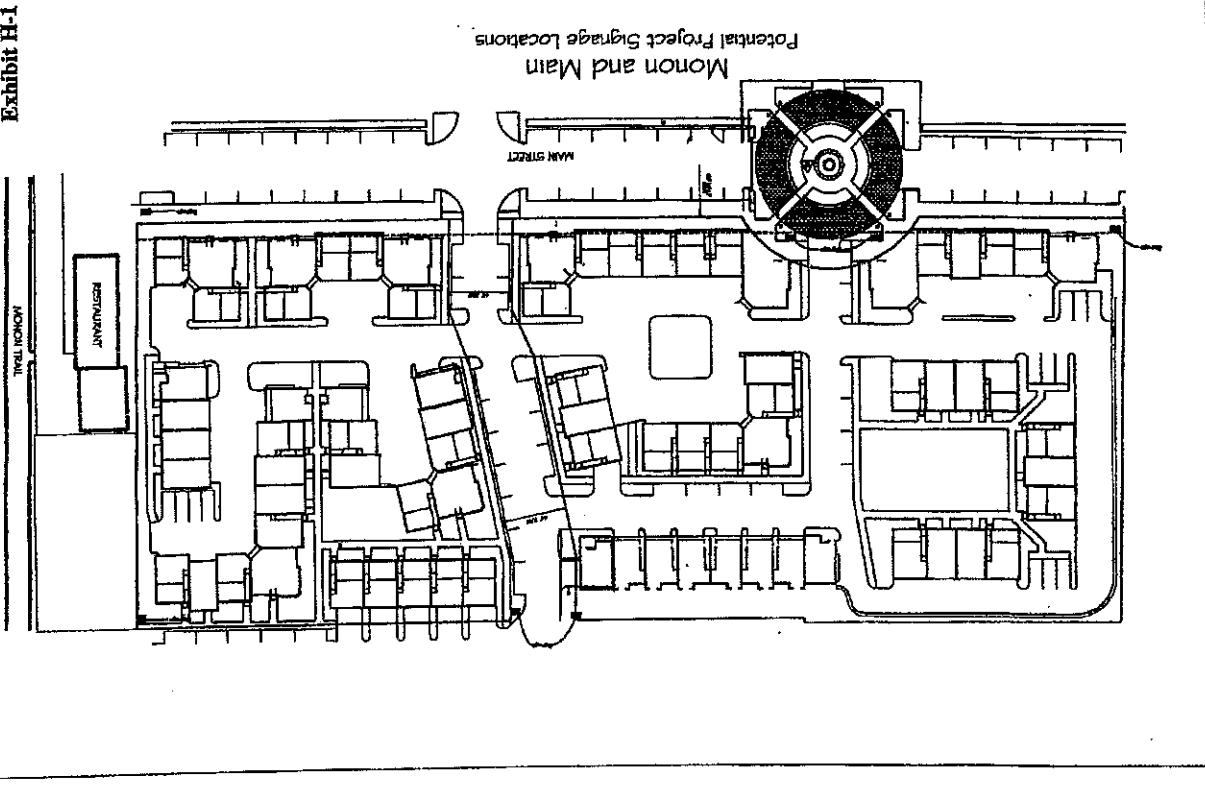 Exhibit H-1
Monon and Main
Potential Project Signage Locations
MAIN STREET
RESTAURANT
MONON TRAIL